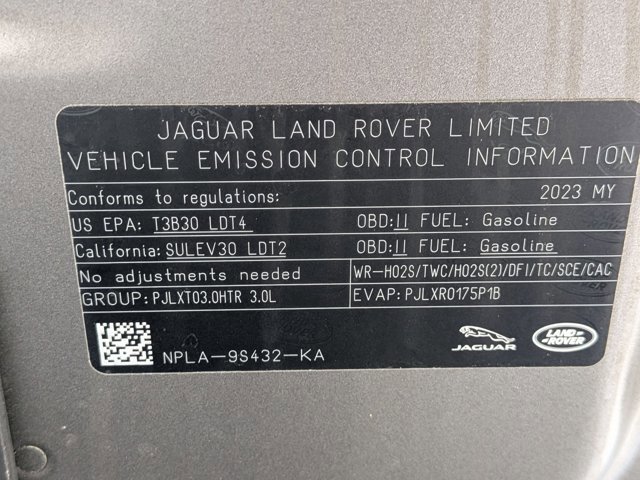 JAGUAR LAND ROVER LIMITED
VEHICLE EMISSION CONTROL INFORMATION
Conforms to regulations: 2023 MY
US EPA: T3B30 LDT4 OBD:II FUEL: Gasoline
California: SULEV30 LDT2 OBD:II FUEL: Gasoline
No adjustments needed WR-HO2S/TWC/HO2S(2)/DFI/TC/SCE/CAC
GROUP: PJLXT03.0HTR 3.0L EVAP: PJLXR0175P1B
NPLA-9S432-KA
JAGUAR
LAND-
ROVER